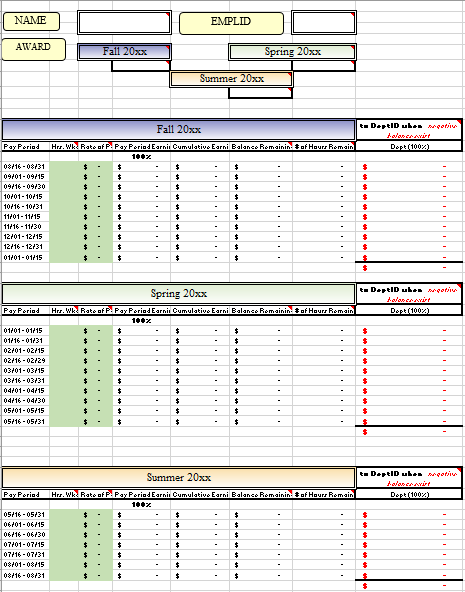 NAME EMPLID
AWARD Fall 20xx Spring 20xx
Summer 20xx
Fall 20xx to DeptID when negative
balances exist
Pay Period Hrs. Wk Rate of P Pay Period Earni Cumulative Earni Balance Remainin # of Hours Remain Dept (100%)
100%
08/16 - 08/31 $ - $ - $ - $ - - $ -
09/01 - 09/15 $ - $ - $ - $ - - $ -
09/16 - 09/30 $ - $ - $ - $ - - $ -
10/01 - 10/15 $ - $ - $ - $ - - $ -
10/16 - 10/31 $ - $ - $ - $ - - $ -
11/01 - 11/15 $ - $ - $ - $ - - $ -
11/16 - 11/30 $ - $ - $ - $ - - $ -
12/01 - 12/15 $ - $ - $ - $ - - $ -
12/16 - 12/31 $ - $ - $ - $ - - $ -
01/01 - 01/15 $ - $ - $ - $ - - $ -
$ -
Spring 20xx to DeptID when negative
balances exist
Pay Period Hrs. Wk Rate of P Pay Period Earni Cumulative Earni Balance Remainin # of Hours Remain Dept (100%)
100%
01/01 - 01/15 $ - $ - $ - $ - - $ -
01/16 - 01/31 $ - $ - $ - $ - - $ -
02/01 - 02/15 $ - $ - $ - $ - - $ -
02/16 - 02/29 $ - $ - $ - $ - - $ -
03/01 - 03/15 $ - $ - $ - $ - - $ -
03/16 - 03/31 $ - $ - $ - $ - - $ -
04/01 - 04/15 $ - $ - $ - $ - - $ -
04/16 - 04/30 $ - $ - $ - $ - - $ -
05/01 - 05/15 $ - $ - $ - $ - - $ -
05/16 - 05/31 $ - $ - $ - $ - - $ -
$ -
Summer 20xx to DeptID when negative
balances exist
Pay Period Hrs. Wk Rate of P Pay Period Earni Cumulative Earni Balance Remainin # of Hours Remain Dept (100%)
100%
05/16 - 05/31 $ - $ - $ - $ - - $ -
06/01 - 06/15 $ - $ - $ - $ - - $ -
06/16 - 06/30 $ - $ - $ - $ - - $ -
07/01 - 07/15 $ - $ - $ - $ - - $ -
07/16 - 07/31 $ - $ - $ - $ - - $ -
08/01 - 08/15 $ - $ - $ - $ - - $ -
08/16 - 08/31 $ - $ - $ - $ - - $ -
$ -